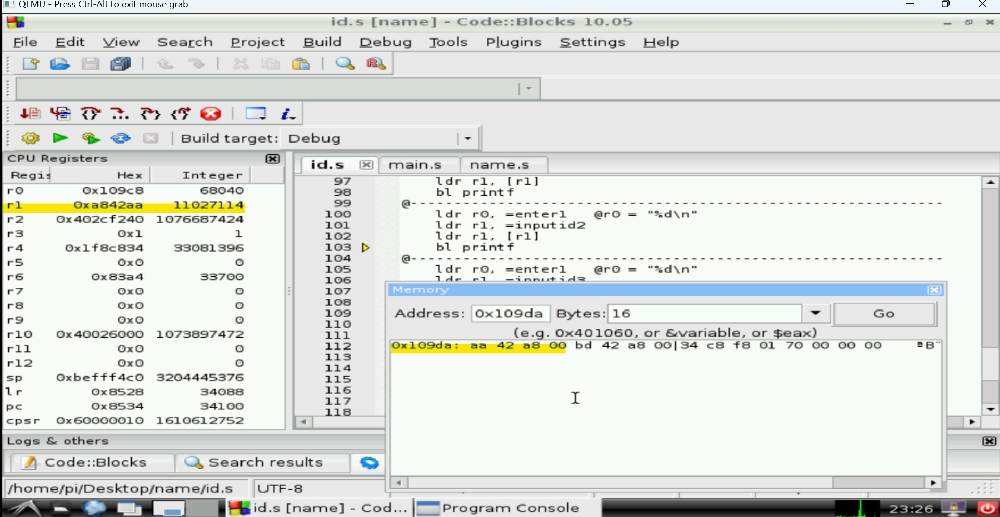 QEMU - Press Ctrl-Alt to exit mouse grab
id.s [name] - Code::Blocks 10.05
File Edit View Search Project Build Debug Tools Plugins Settings Help
Build target: Debug
CPU Registers
Regis Hex Integer
r0 0x109c8 68040
r1 0xa842aa 11027114
r2 0x402cf240 1076687424
r3 0x1 1
r4 0x1f8c834 33081396
r5 0x0 0
r6 0x83a4 33700
r7 0x0 0
r8 0x0 0
r9 0x0 0
r10 0x40026000 1073897472
r11 0x0 0
r12 0x0 0
sp 0xbefff4c0 3204445376
lr 0x8528 34088
pc 0x8534 34100
cpsr 0x60000010 1610612752
id.s main.s name.s
97 ldr r1, [r1]
98 bl printf
99 @-----------------------------------------------------------
100 ldr r0, =enter1 @r0 = "%d\n"
101 ldr r1, =inputid2
102 ldr r1, [r1]
103 bl printf
104 @-----------------------------------------------------------
105 ldr r0, =enter1 @r0 = "%d\n"
106 ldr r1, =inputid3
107
108
109
110
111
112
113
114
115
116
117
118
Memory
Address: 0x109da Bytes: 16 Go
(e.g. 0x401060, or &variable, or $eax)
0x109da: aa 42 a8 00 bd 42 a8 00|34 c8 f8 01 70 00 00 00 ªB¨
Logs & others
Code::Blocks Search results
/home/pi/Desktop/name/id.s UTF-8
id.s [name] - Cod... Program Console 23:26